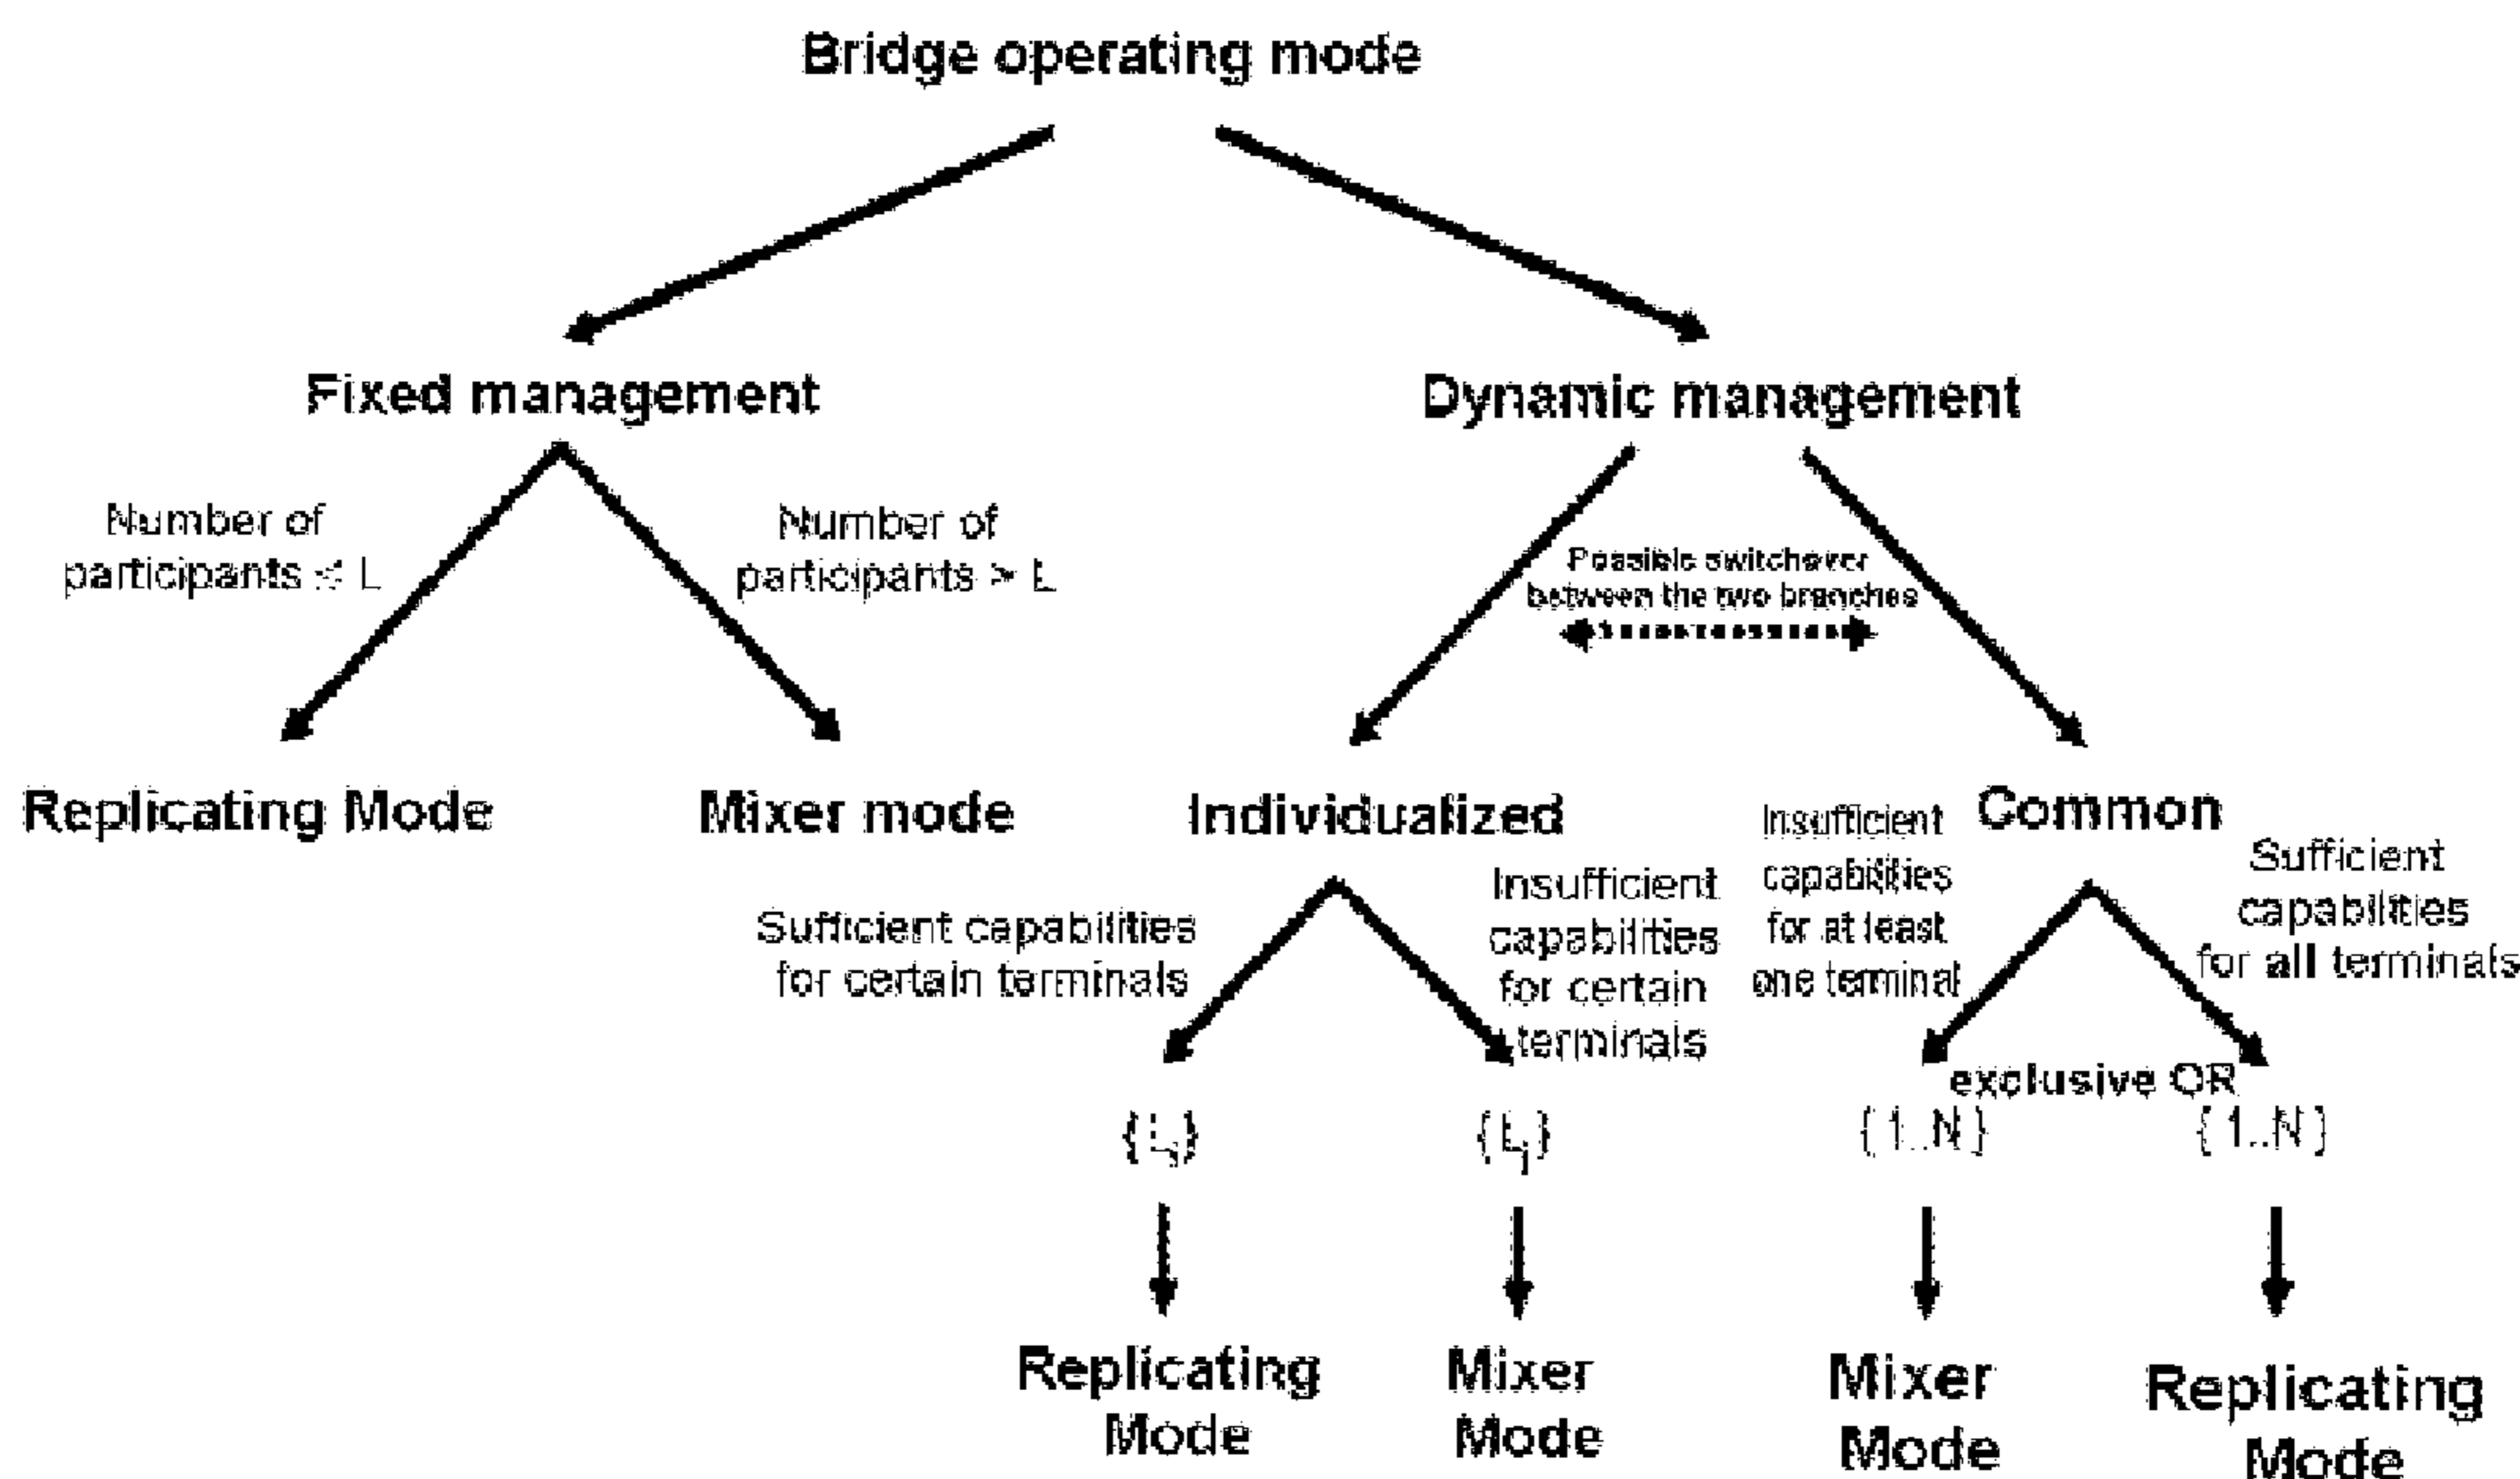 Bridge operating mode
Fixed management
Dynamic management
Number of
participants ≤ L
Number of
participants > L
Possible switchover
between the two branches
Replicating Mode
Mixer mode
Individualized
Common
Sufficient capabilities
for certain terminals
Insufficient
capabilities
for certain
terminals
Insufficient
capabilities
for at least
one terminal
Sufficient
capabilities
for all terminals
exclusive OR
{Li}
{Lj}
{1..N}
{1..N}
Replicating
Mode
Mixer
Mode
Mixer
Mode
Replicating
Mode